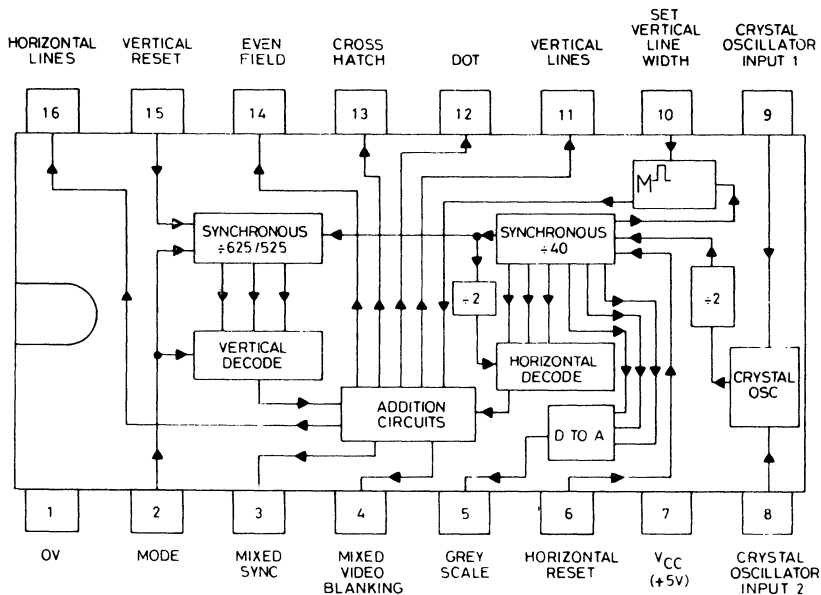 HORIZONTAL
LINES
VERTICAL
RESET
EVEN
FIELD
CROSS
HATCH
DOT
VERTICAL
LINES
SET
VERTICAL
LINE
WIDTH
CRYSTAL
OSCILLATOR
INPUT 1
16
15
14
13
12
11
10
9
M
SYNCHRONOUS
÷625/525
SYNCHRONOUS
÷40
÷2
÷2
VERTICAL
DECODE
HORIZONTAL
DECODE
CRYSTAL
OSC
ADDITION
CIRCUITS
D TO A
1
2
3
4
5
6
7
8
OV
MODE
MIXED
SYNC
MIXED
VIDEO
BLANKING
GREY
SCALE
HORIZONTAL
RESET
VCC
(+5V)
CRYSTAL
OSCILLATOR
INPUT 2